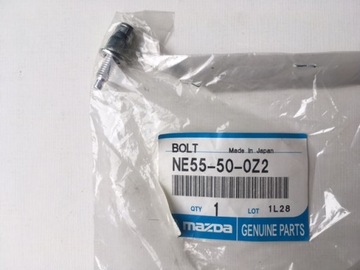 BOLT Made In Japan
NE55-50-0Z2
QTY 1 LOT 1L28
mazda GENUINE PARTS